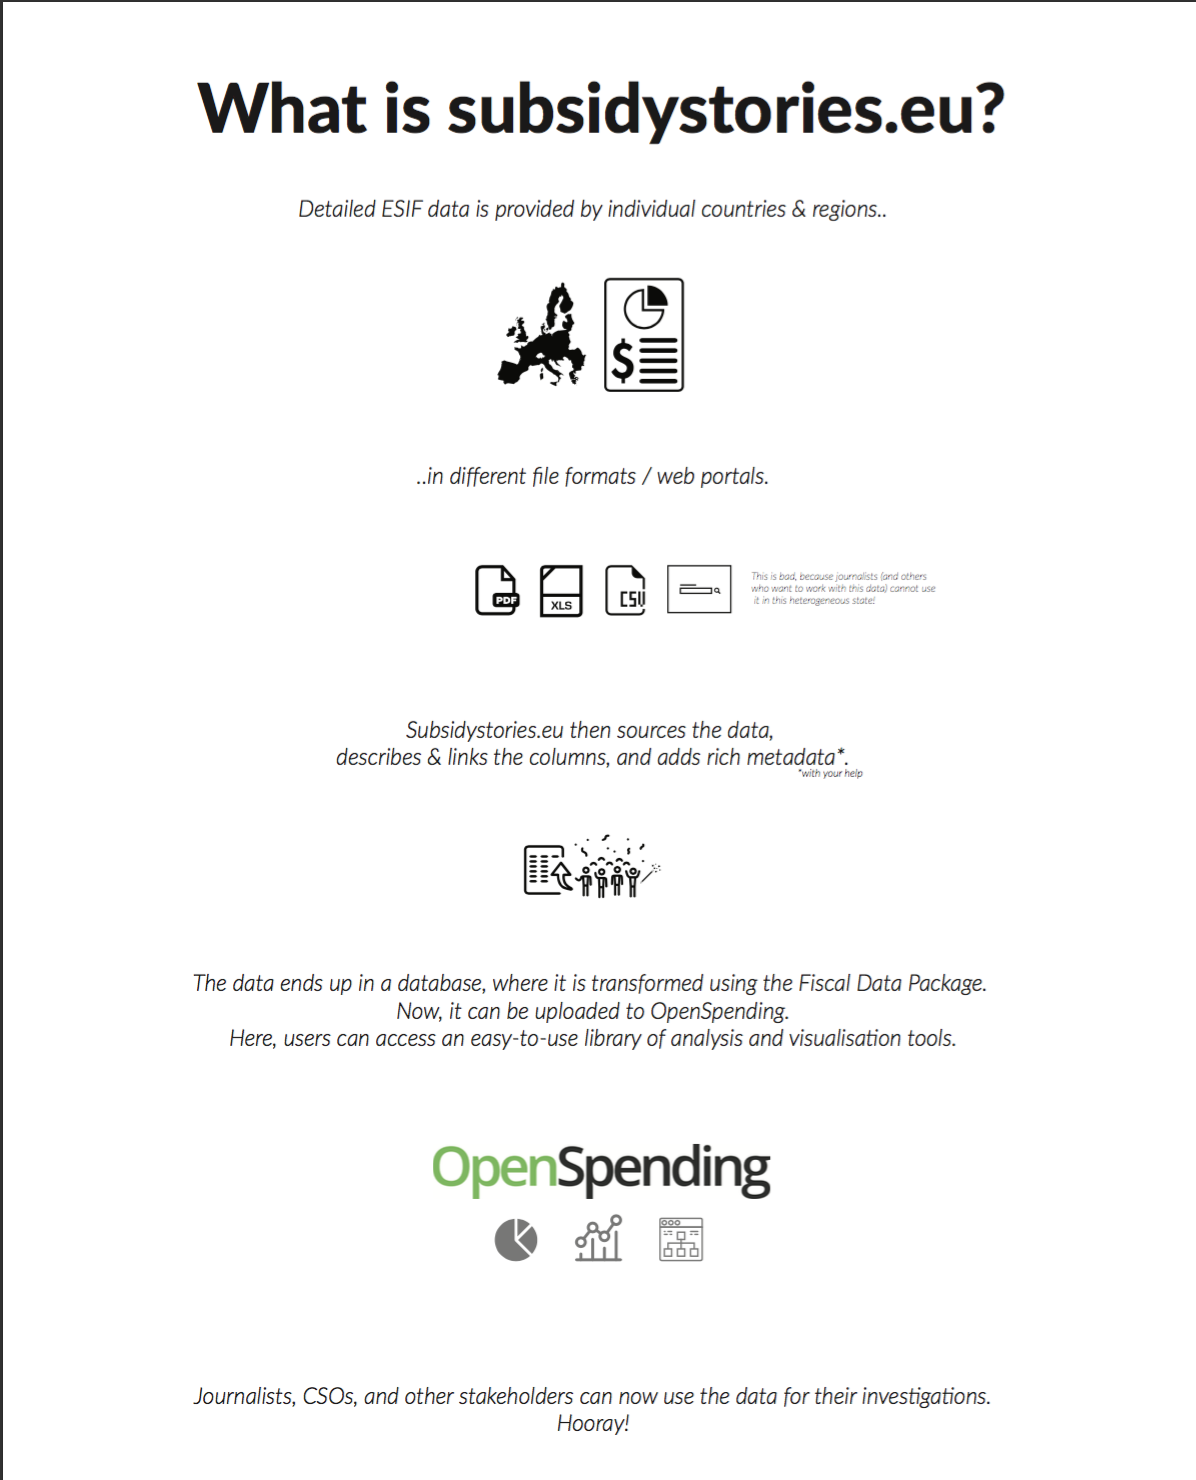 What is subsidystories.eu?
Detailed ESIF data is provided by individual countries & regions..
$
..in different file formats / web portals.
PDF
XLS
CSV
This is bad, because journalists (and others
who want to work with this data) cannot use
it in this heterogeneous state!
Subsidystories.eu then sources the data,
describes & links the columns, and adds rich metadata*.
*with your help
The data ends up in a database, where it is transformed using the Fiscal Data Package.
Now, it can be uploaded to OpenSpending.
Here, users can access an easy-to-use library of analysis and visualisation tools.
OpenSpending
Journalists, CSOs, and other stakeholders can now use the data for their investigations.
Hooray!